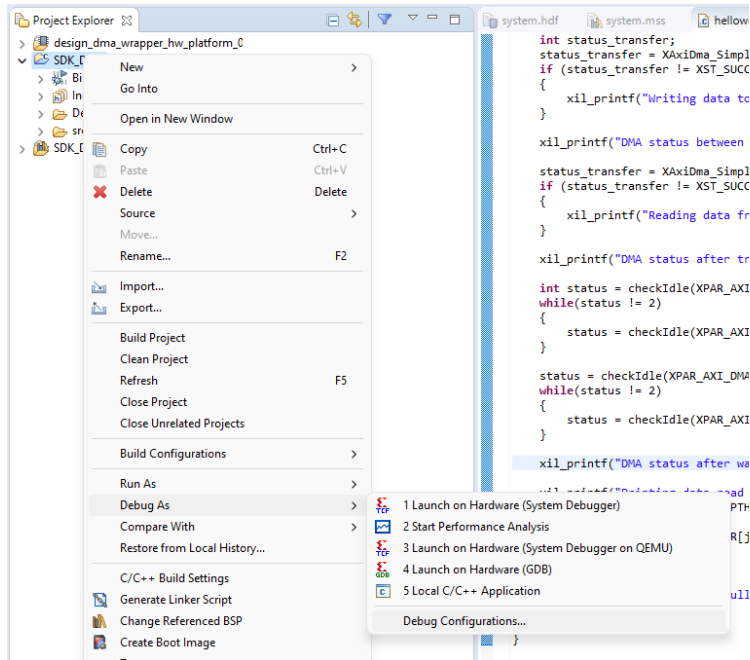 Project Explorer
design_dma_wrapper_hw_platform_0
SDK_D
Bi
In
De
src
SDK_D
New
Go Into
Open in New Window
Copy Ctrl+C
Paste Ctrl+V
Delete Delete
Source
Move...
Rename... F2
Import...
Export...
Build Project
Clean Project
Refresh F5
Close Project
Close Unrelated Projects
Build Configurations
Run As
Debug As
Compare With
Restore from Local History...
C/C++ Build Settings
Generate Linker Script
Change Referenced BSP
Create Boot Image
1 Launch on Hardware (System Debugger)
2 Start Performance Analysis
3 Launch on Hardware (System Debugger on QEMU)
4 Launch on Hardware (GDB)
5 Local C/C++ Application
Debug Configurations...
system.hdf system.mss hellow
int status_transfer;
status_transfer = XAxiDma_Simpl
if (status_transfer != XST_SUCC
{
xil_printf("Writing data to
}
xil_printf("DMA status between
status_transfer = XAxiDma_Simpl
if (status_transfer != XST_SUCC
{
xil_printf("Reading data fr
}
xil_printf("DMA status after tr
int status = checkIdle(XPAR_AXI
while(status != 2)
{
status = checkIdle(XPAR_AXI
}
status = checkIdle(XPAR_AXI_DMA
while(status != 2)
{
status = checkIdle(XPAR_AXI
}
xil_printf("DMA status after wa
xil_printf("Printing data read
PTH
R[j
ull
}